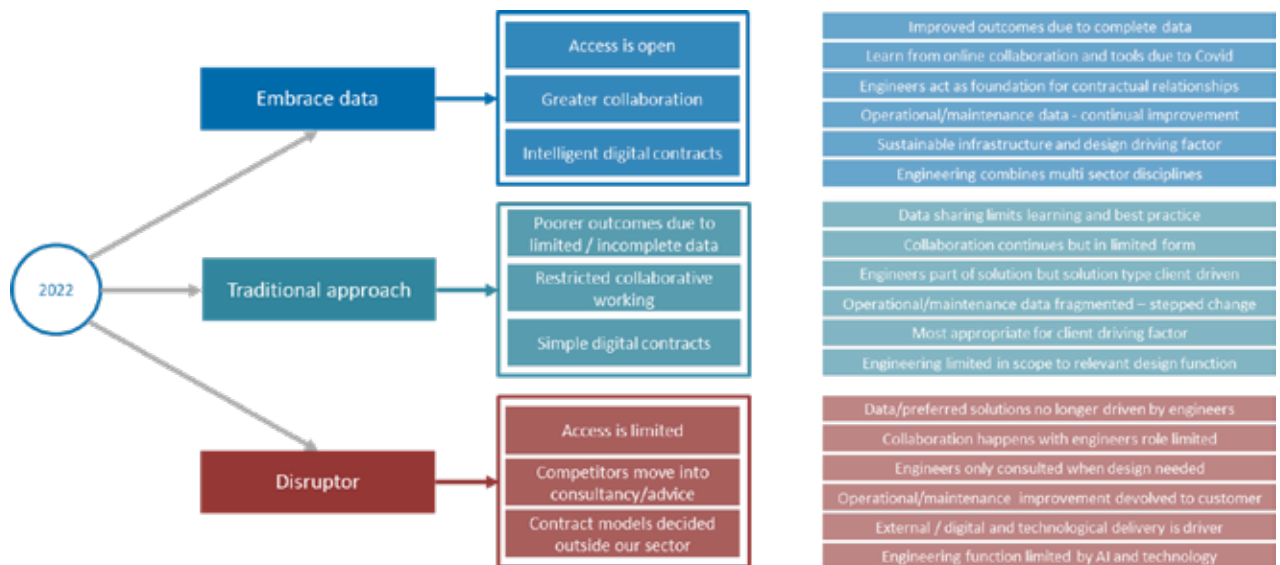 2022
Embrace data
Access is open
Greater collaboration
Intelligent digital contracts
Improved outcomes due to complete data
Learn from online collaboration and tools due to Covid
Engineers act as foundation for contractual relationships
Operational/maintenance data - continual improvement
Sustainable infrastructure and design driving factor
Engineering combines multi sector disciplines
Traditional approach
Poorer outcomes due to
limited / incomplete data
Restricted collaborative
working
Simple digital contracts
Data sharing limits learning and best practice
Collaboration continues but in limited form
Engineers part of solution but solution type client driven
Operational/maintenance data fragmented – stepped change
Most appropriate for client driving factor
Engineering limited in scope to relevant design function
Disruptor
Access is limited
Competitors move into
consultancy/advice
Contract models decided
outside our sector
Data/preferred solutions no longer driven by engineers
Collaboration happens with engineers role limited
Engineers only consulted when design needed
Operational/maintenance improvement devolved to customer
External / digital and technological delivery is driver
Engineering function limited by AI and technology